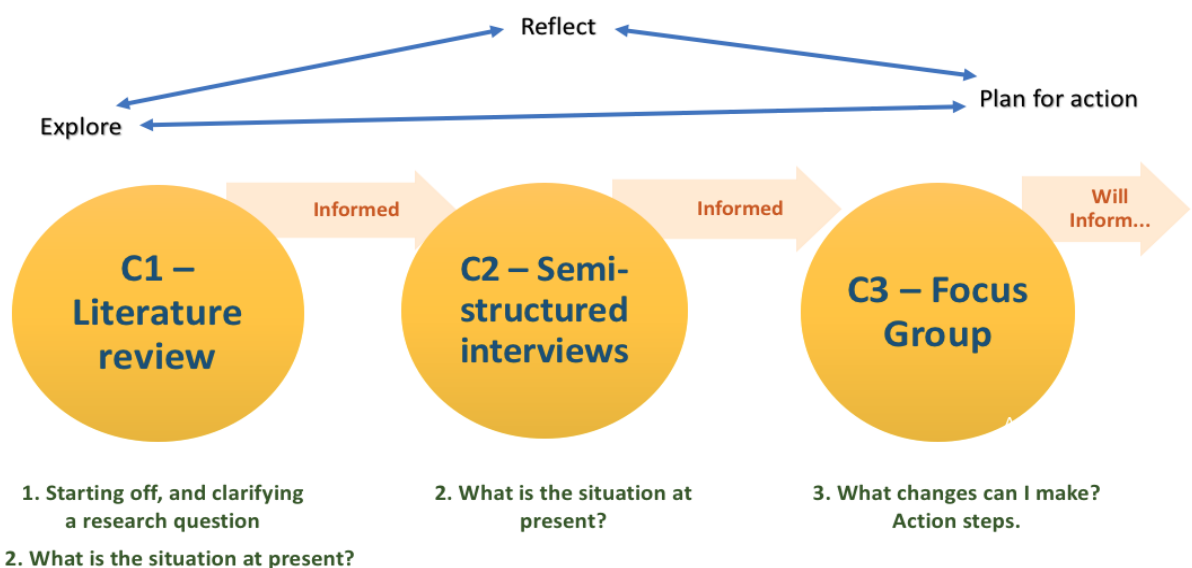 Reflect
Plan for action
Explore
Informed
Informed
Will
Inform...
C1 –
Literature
review
C2 – Semi-
structured
interviews
C3 – Focus
Group
1. Starting off, and clarifying
a research question
2. What is the situation at present?
2. What is the situation at
present?
3. What changes can I make?
Action steps.